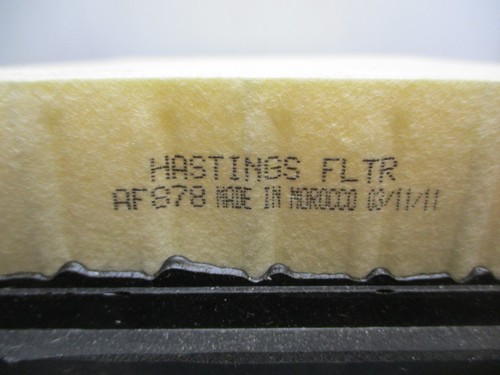 HASTINGS FLTR
AF878 MADE IN MOROCCO 03/11/11